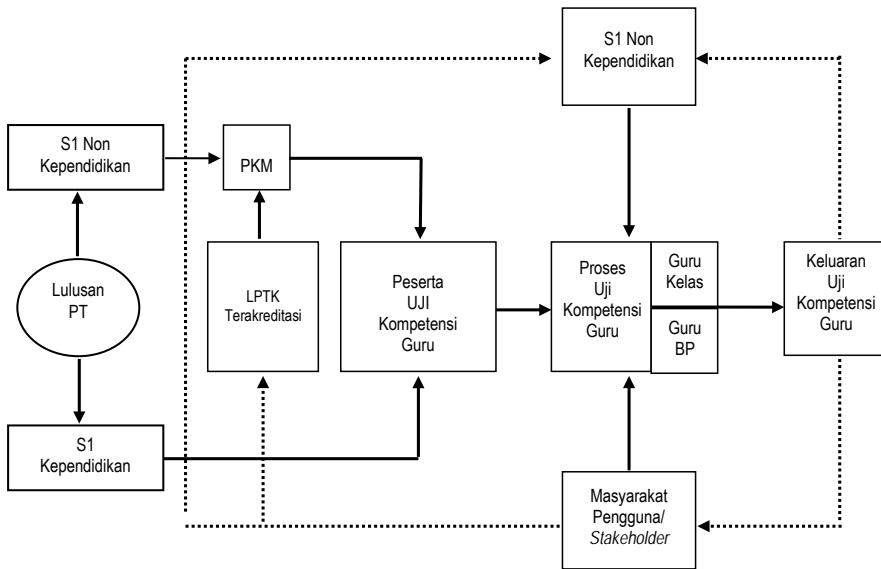 S1 Non
Kependidikan
S1 Non
Kependidikan
PKM
Lulusan
PT
LPTK
Terakreditasi
Peserta
UJI
Kompetensi
Guru
Proses
Uji
Kompetensi
Guru
Guru
Kelas
Guru
BP
Keluaran
Uji
Kompetensi
Guru
S1
Kependidikan
Masyarakat
Pengguna/
Stakeholder